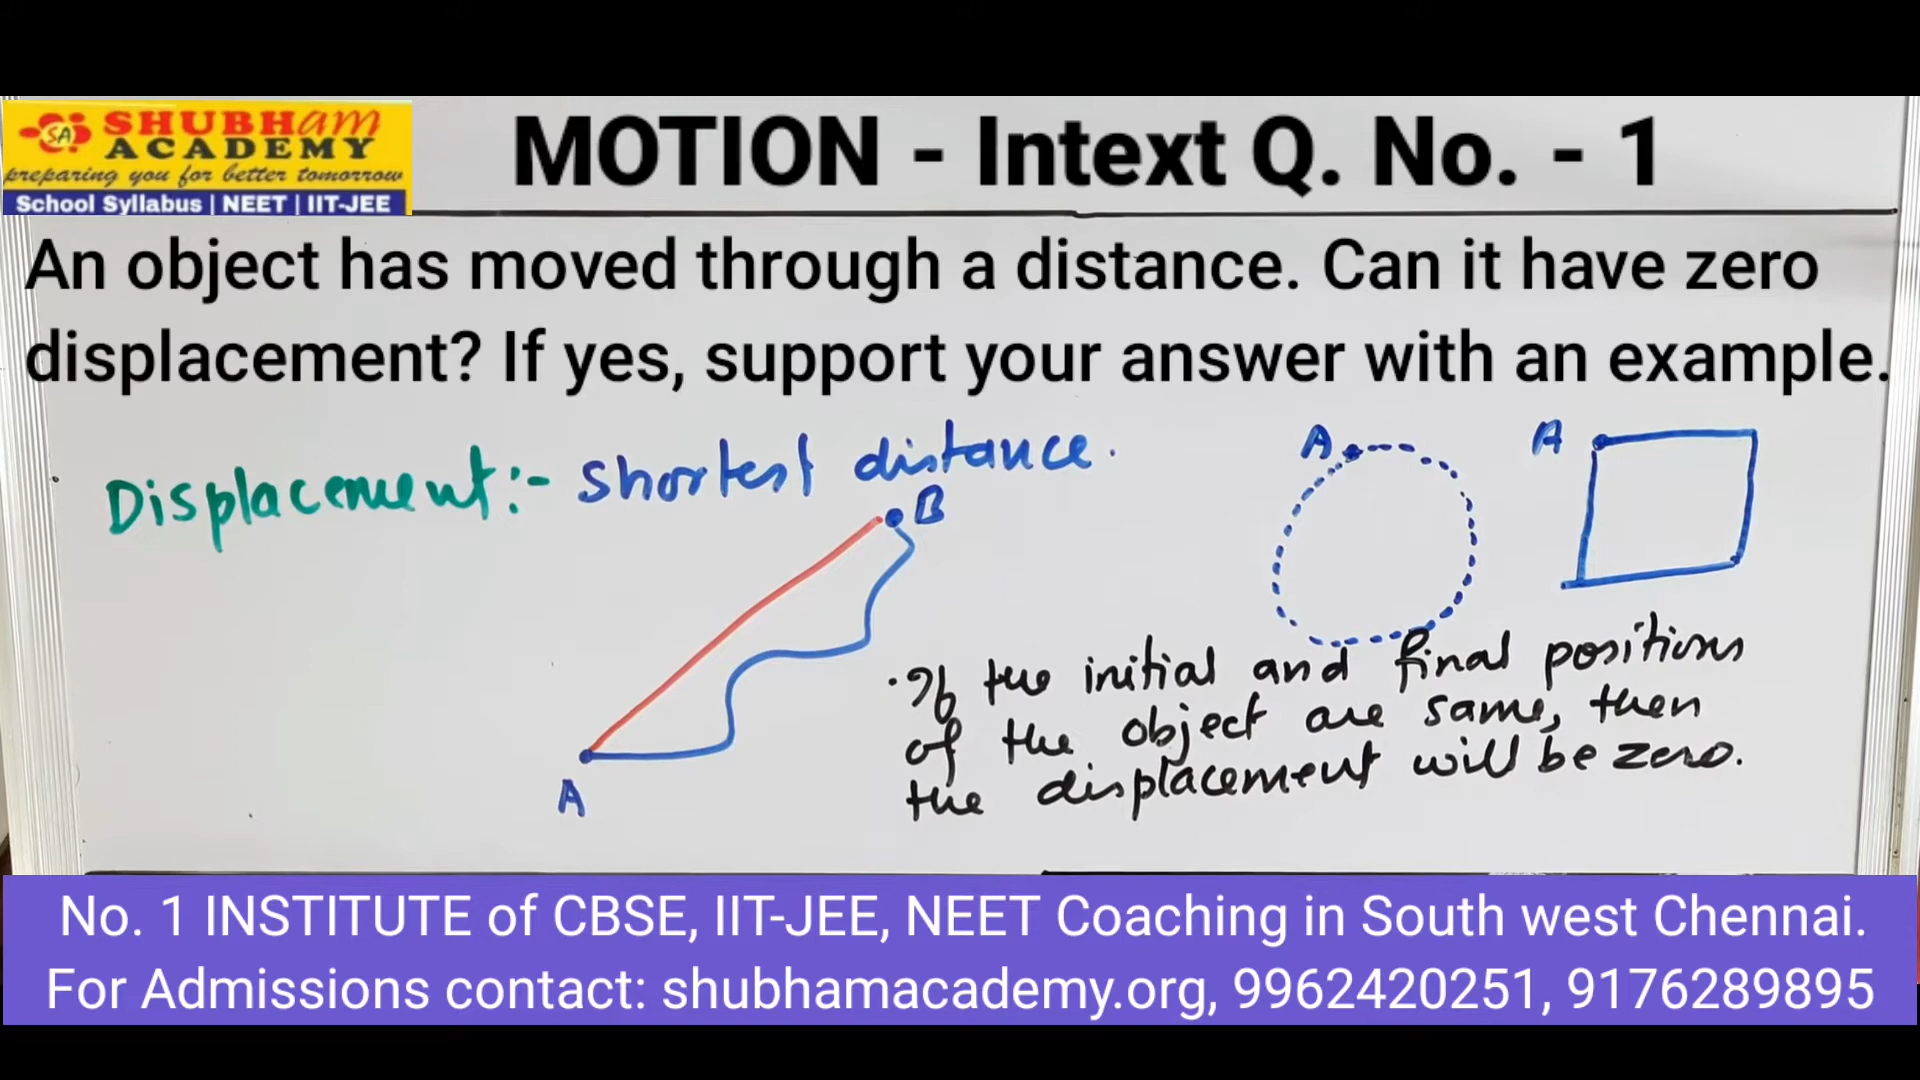 SHUBHAM
SA
ACADEMY
preparing you for better tomorrow
School Syllabus | NEET | IIT-JEE
MOTION - Intext Q. No. - 1
An object has moved through a distance. Can it have zero
displacement? If yes, support your answer with an example.
Displacement:- Shortest distance.
B
A
A
A
• If the initial and final positions
of the object are same, then
the displacement will be zero.
No. 1 INSTITUTE of CBSE, IIT-JEE, NEET Coaching in South west Chennai.
For Admissions contact: shubhamacademy.org, 9962420251, 9176289895